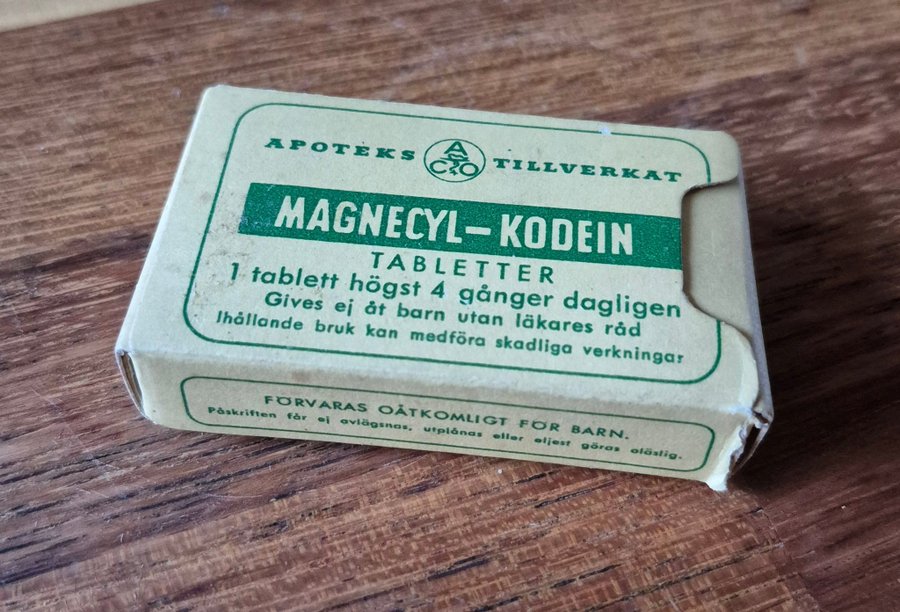 APOTEKS ACO TILLVERKAT
MAGNECYL–KODEIN
TABLETTER
1 tablett högst 4 gånger dagligen
Gives ej åt barn utan läkares råd
Ihållande bruk kan medföra skadliga verkningar
FÖRVARAS OÅTKOMLIGT FÖR BARN.
Påskriften får ej avlägsnas, utplånas eller eljest göras oläslig.